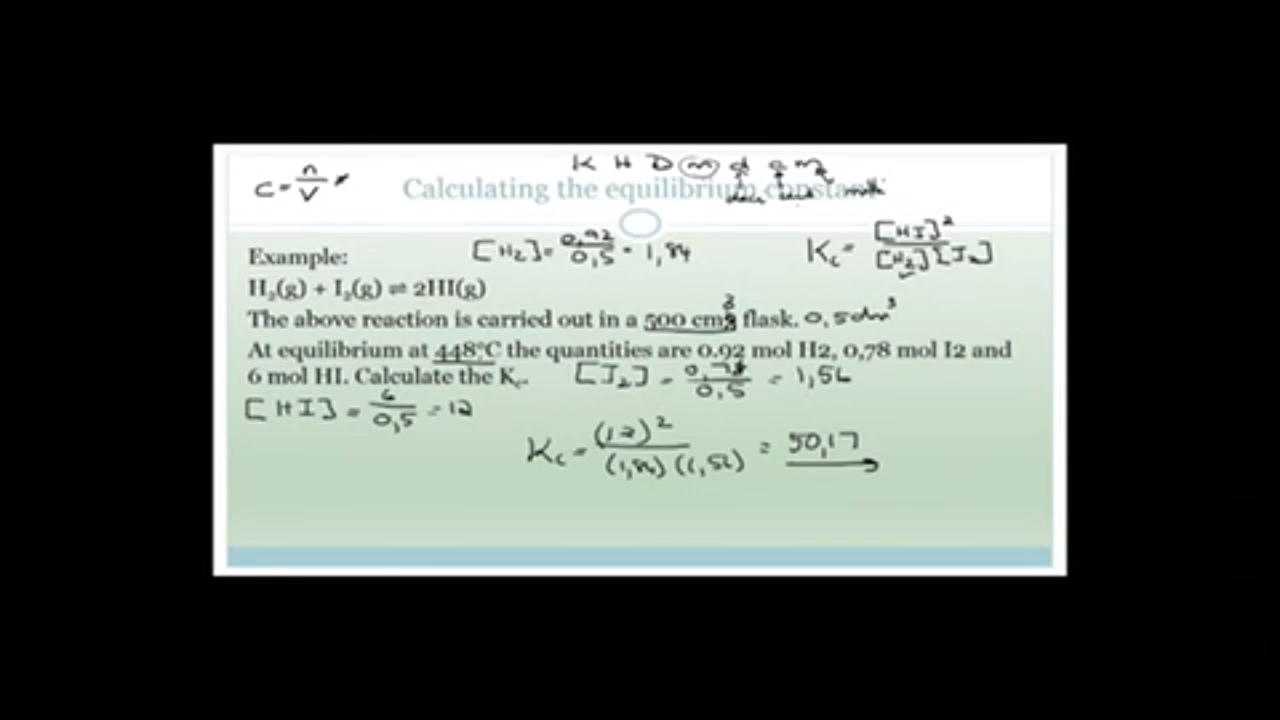 K H D m d c m
C = n/V
Calculating the equilibrium constant
[H2] = 0,92/0,5 = 1,84
Kc = [HI]²/[H2][I2]
Example:
H₂(g) + I₂(g) ⇌ 2HI(g)
The above reaction is carried out in a 500 cm3 flask. 0,5dm³
At equilibrium at 448°C the quantities are 0.92 mol H2, 0,78 mol I2 and
6 mol HI. Calculate the Kc.
[I2] = 0,78/0,5 = 1,56
[HI] = 6/0,5 = 12
Kc = (12)²/(1,84)(1,56) = 50,17